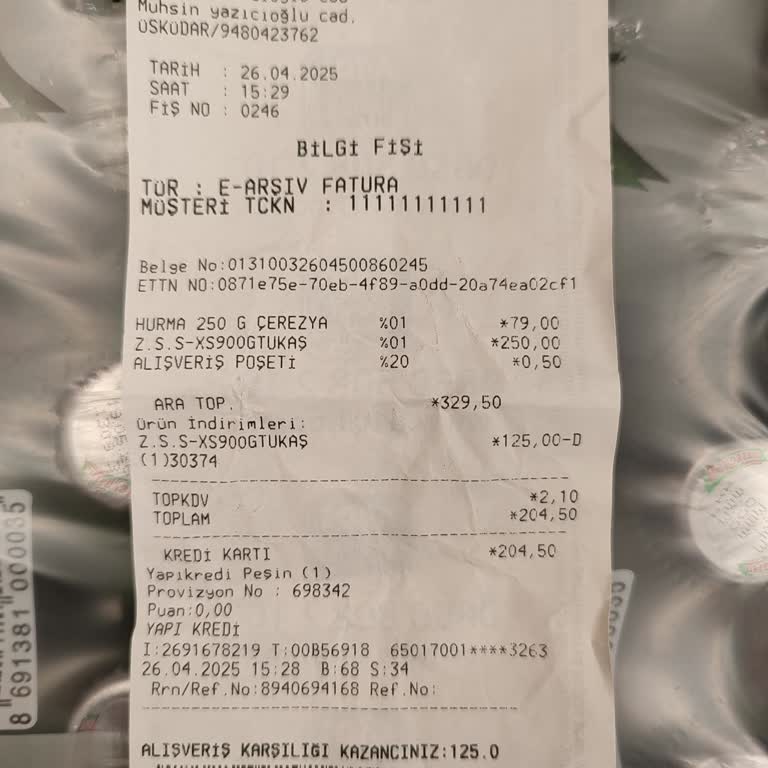 Muhsin yazıcıoğlu cad.
ÜSKÜDAR/9480423762
TARİH : 26.04.2025
SAAT : 15:29
FİŞ NO : 0246
BİLGİ FİŞİ
TÜR : E-ARŞIV FATURA
MÜŞTERİ TCKN : 11111111111
Belge No:01310032604500860245
ETTN NO:0871e75e-70eb-4f89-a0dd-20a74ea02cf1
HURMA 250 G ÇEREZYA %01 *79,00
Z.S.S-XS900GTUKAŞ %01 *250,00
ALIŞVERİŞ POŞETİ %20 *0,50
ARA TOP. *329,50
Ürün İndirimleri:
Z.S.S-XS900GTUKAŞ *125,00-D
(1)30374
TOPKDV *2,10
TOPLAM *204,50
KREDİ KARTI *204,50
Yapıkredi Peşin (1)
Provizyon No : 698342
Puan:0,00
YAPI KREDİ
I:2691678219 T:00B56918 65017001****3263
26.04.2025 15:28 B:68 S:34
Rrn/Ref.No:8940694168 Ref.No:
ALIŞVERİŞ KARŞILIĞI KAZANCINIZ:125.0
8 691381 000035